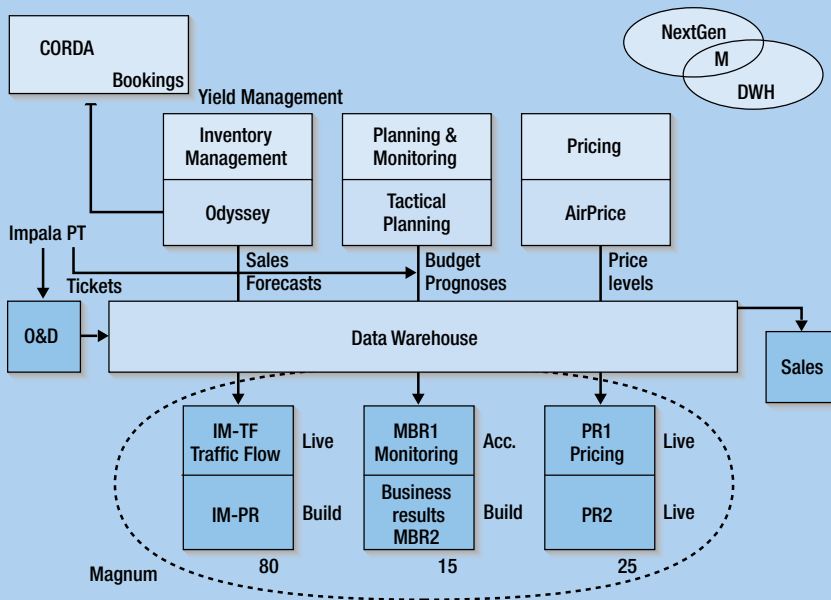 CORDA
Bookings
NextGen
M
DWH
Yield Management
Inventory
Management
Odyssey
Planning &
Monitoring
Tactical
Planning
Pricing
AirPrice
Impala PT
Tickets
Sales
Forecasts
Budget
Prognoses
Price
levels
O&D
Data Warehouse
Sales
IM-TF
Traffic Flow
Live
IM-PR
Build
MBR1
Monitoring
Acc.
Business
results
MBR2
Build
PR1
Pricing
Live
PR2
Live
Magnum
80
15
25